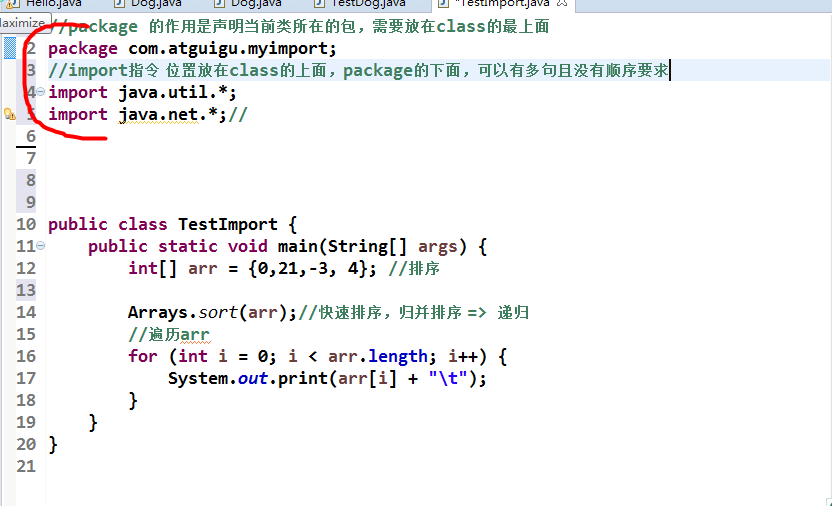 Hello.java Dog.java Dog.java TestDog.java *TestImport.java
Maximize
//package 的作用是声明当前类所在的包，需要放在class的最上面
2 package com.atguigu.myimport;
3 //import指令 位置放在class的上面，package的下面，可以有多句且没有顺序要求
4 import java.util.*;
5 import java.net.*;//
6
7
8
9
10 public class TestImport {
11 public static void main(String[] args) {
12 int[] arr = {0,21,-3, 4}; //排序
13
14 Arrays.sort(arr);//快速排序，归并排序 => 递归
15 //遍历arr
16 for (int i = 0; i < arr.length; i++) {
17 System.out.print(arr[i] + "\t");
18 }
19 }
20 }
21